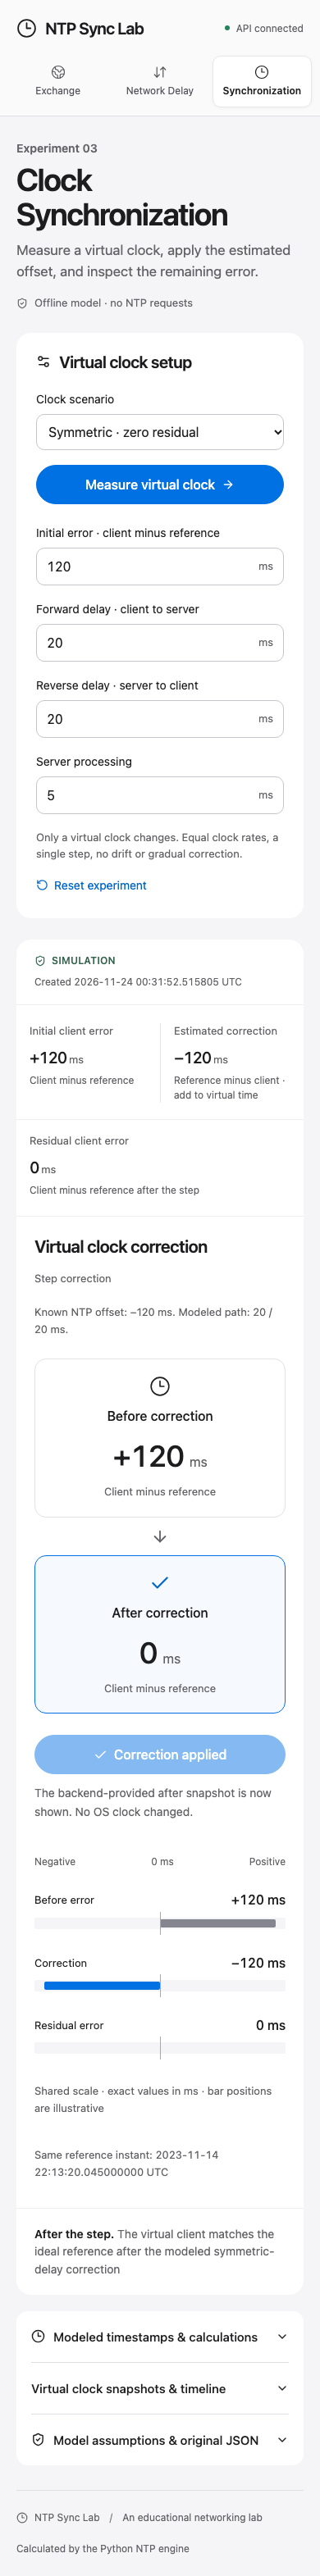 NTP Sync Lab
API connected
Exchange
Network Delay
Synchronization
Experiment 03
Clock
Synchronization
Measure a virtual clock, apply the estimated
offset, and inspect the remaining error.
Offline model · no NTP requests
Virtual clock setup
Clock scenario
Symmetric · zero residual
Measure virtual clock
Initial error · client minus reference
120 ms
Forward delay · client to server
20 ms
Reverse delay · server to client
20 ms
Server processing
5 ms
Only a virtual clock changes. Equal clock rates, a
single step, no drift or gradual correction.
Reset experiment
SIMULATION
Created 2026-11-24 00:31:52.515805 UTC
Initial client error
+120 ms
Client minus reference
Estimated correction
−120 ms
Reference minus client ·
add to virtual time
Residual client error
0 ms
Client minus reference after the step
Virtual clock correction
Step correction
Known NTP offset: −120 ms. Modeled path: 20 /
20 ms.
Before correction
+120 ms
Client minus reference
After correction
0 ms
Client minus reference
Correction applied
The backend-provided after snapshot is now
shown. No OS clock changed.
Negative 0 ms Positive
Before error +120 ms
Correction −120 ms
Residual error 0 ms
Shared scale · exact values in ms · bar positions
are illustrative
Same reference instant: 2023-11-14
22:13:20.045000000 UTC
After the step. The virtual client matches the
ideal reference after the modeled symmetric-
delay correction
Modeled timestamps & calculations
Virtual clock snapshots & timeline
Model assumptions & original JSON
NTP Sync Lab / An educational networking lab
Calculated by the Python NTP engine